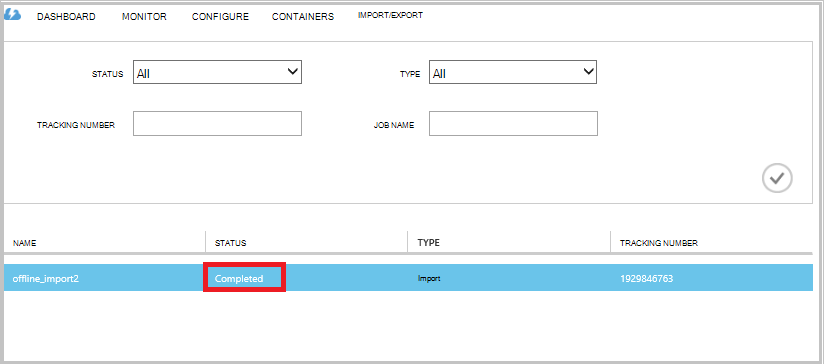 DASHBOARD MONITOR CONFIGURE CONTAINERS IMPORT/EXPORT
STATUS All TYPE All
TRACKING NUMBER JOB NAME
NAME STATUS TYPE TRACKING NUMBER
offline_import2 Completed Import 1929846763